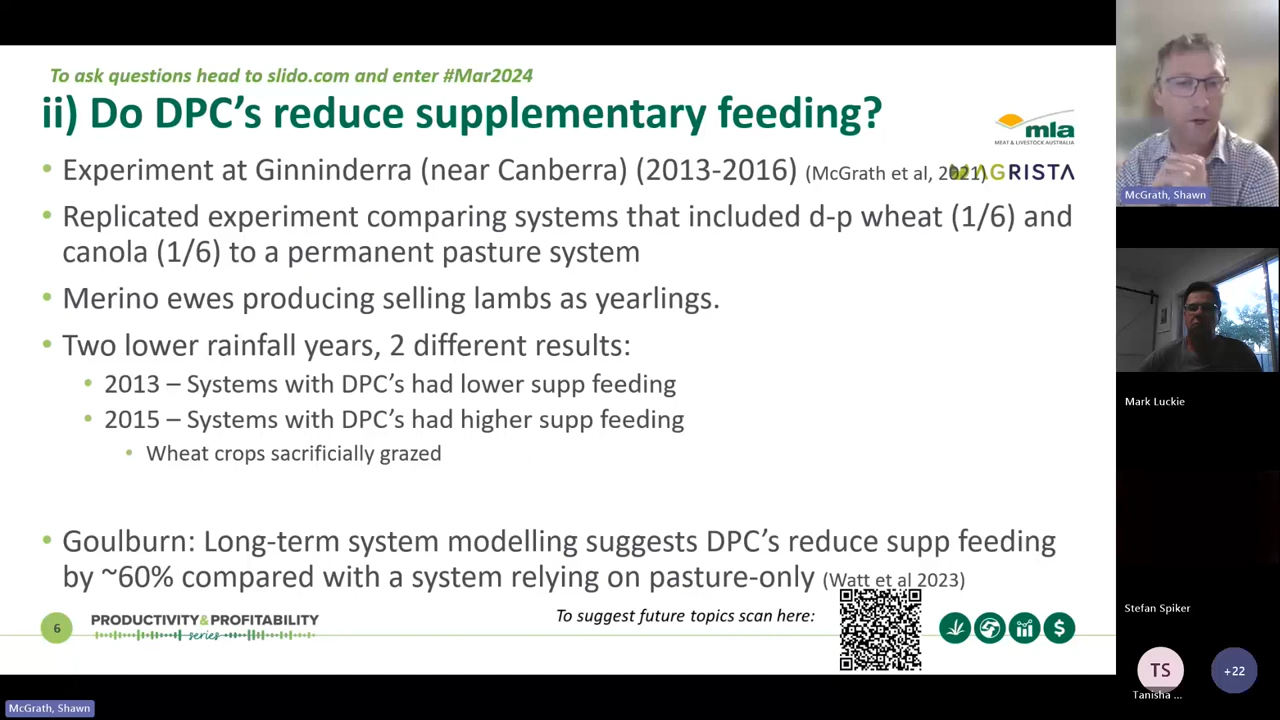 To ask questions head to slido.com and enter #Mar2024
ii) Do DPC's reduce supplementary feeding?
mla
MEAT & LIVESTOCK AUSTRALIA
• Experiment at Ginninderra (near Canberra) (2013-2016) (McGrath et al, 2021)
AGRISTA
• Replicated experiment comparing systems that included d-p wheat (1/6) and
canola (1/6) to a permanent pasture system
• Merino ewes producing selling lambs as yearlings.
• Two lower rainfall years, 2 different results:
• 2013 – Systems with DPC's had lower supp feeding
• 2015 – Systems with DPC's had higher supp feeding
• Wheat crops sacrificially grazed
• Goulburn: Long-term system modelling suggests DPC's reduce supp feeding
by ~60% compared with a system relying on pasture-only (Watt et al 2023)
6
PRODUCTIVITY&PROFITABILITY
series
To suggest future topics scan here:
$
McGrath, Shawn
McGrath, Shawn
Mark Luckie
Stefan Spiker
TS
Tanisha ...
+22